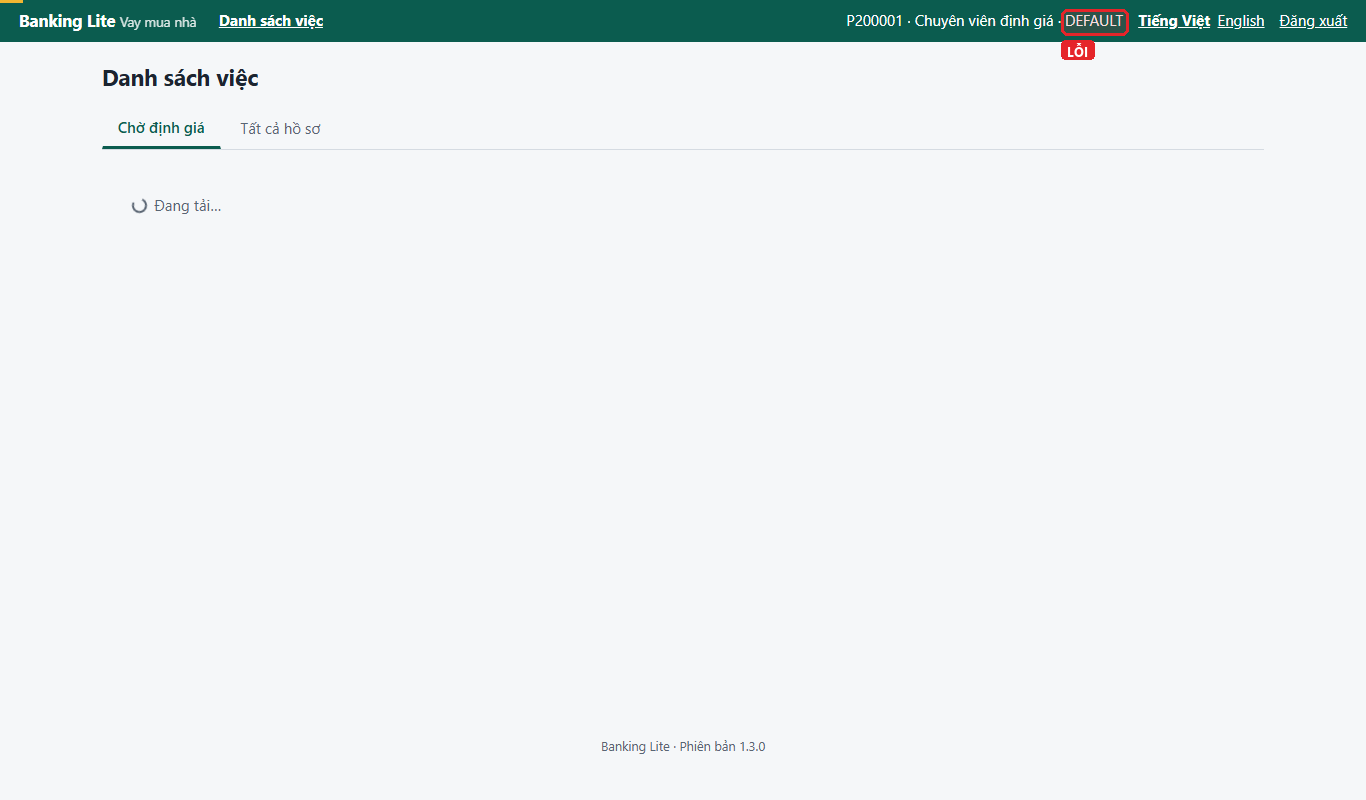 Banking Lite Vay mua nhà Danh sách việc P200001 · Chuyên viên định giá · DEFAULT Tiếng Việt English Đăng xuất
LỖI
Danh sách việc
Chờ định giá Tất cả hồ sơ
Đang tải...
Banking Lite · Phiên bản 1.3.0